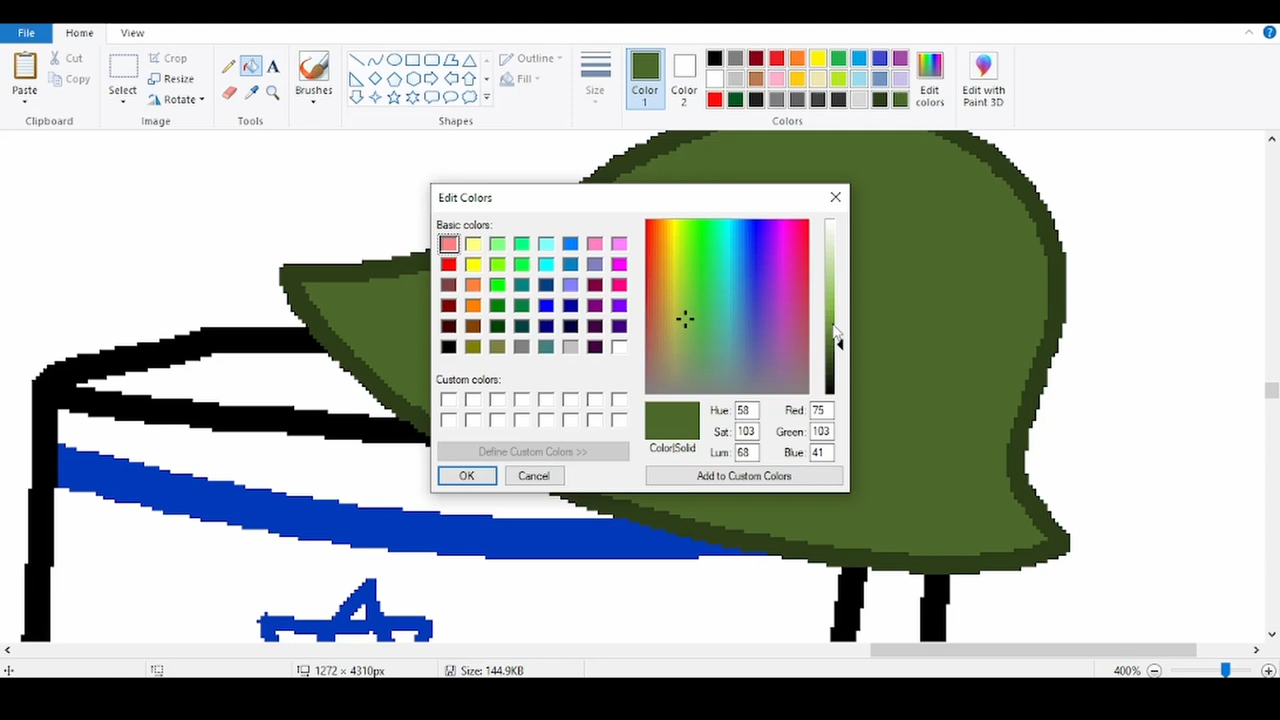 File Home View
Paste
Cut
Copy
Clipboard
Select
Crop
Resize
Rotate
Image
A
Tools
Brushes
Outline
Fill
Shapes
Size
Color 1
Color 2
Edit colors
Colors
Edit with Paint 3D
Edit Colors
Basic colors:
Custom colors:
Define Custom Colors >>
OK Cancel
Color|Solid
Hue: 58 Red: 75
Sat: 103 Green: 103
Lum: 68 Blue: 41
Add to Custom Colors
1272 × 4310px Size: 144.9KB 400%